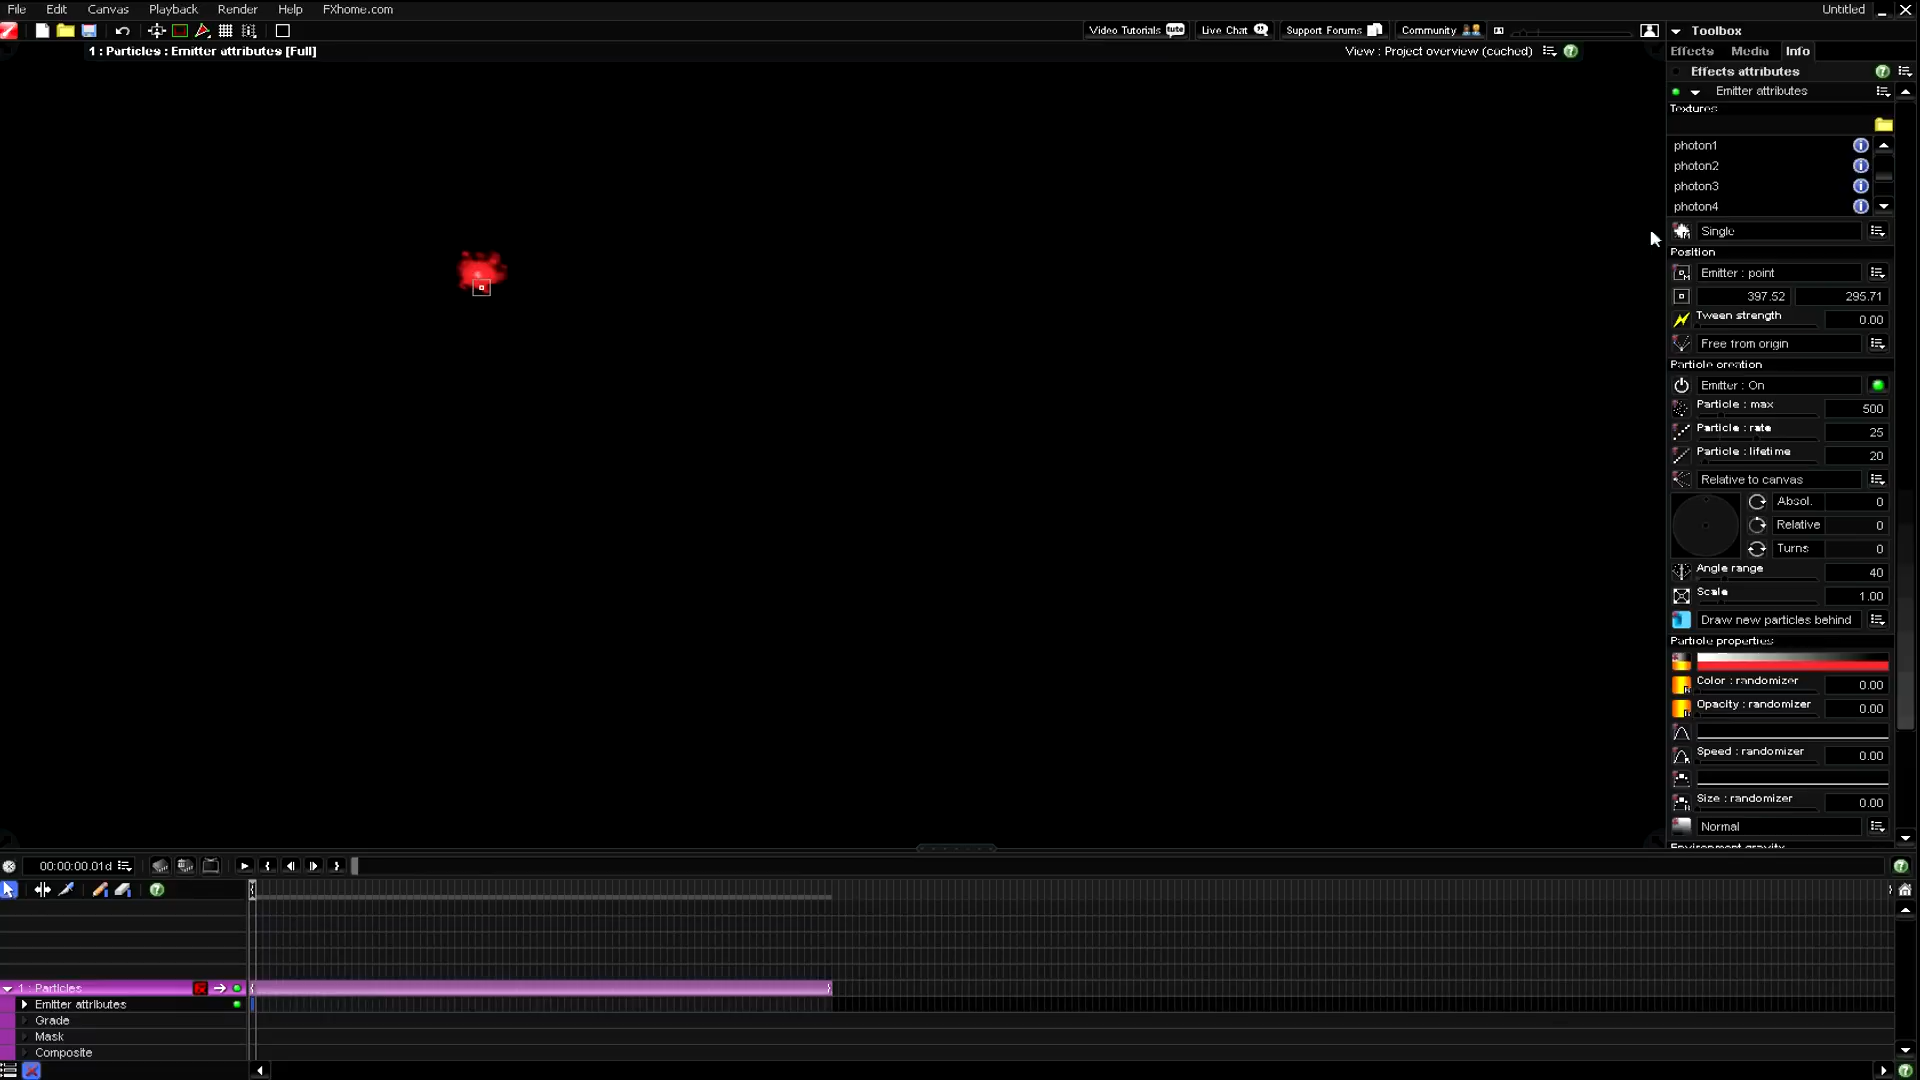 File Edit Canvas Playback Render Help FXhome.com Untitled
Video Tutorials tute Live Chat Support Forums Community Toolbox
1 : Particles : Emitter attributes [Full] View : Project overview (cached) Effects Media Info
Effects attributes
Emitter attributes
Textures
photon1
photon2
photon3
photon4
Single
Position
Emitter : point
397.52 295.71
Tween strength 0.00
Free from origin
Particle creation
Emitter : On
Particle : max 500
Particle : rate 25
Particle : lifetime 20
Relative to canvas
Absol. 0
Relative 0
Turns 0
Angle range 40
Scale 1.00
Draw new particles behind
Particle properties
Color : randomizer 0.00
Opacity : randomizer 0.00
Speed : randomizer 0.00
Size : randomizer 0.00
Normal
Environment gravity
00:00:00.01d
1 : Particles
Emitter attributes
Grade
Mask
Composite